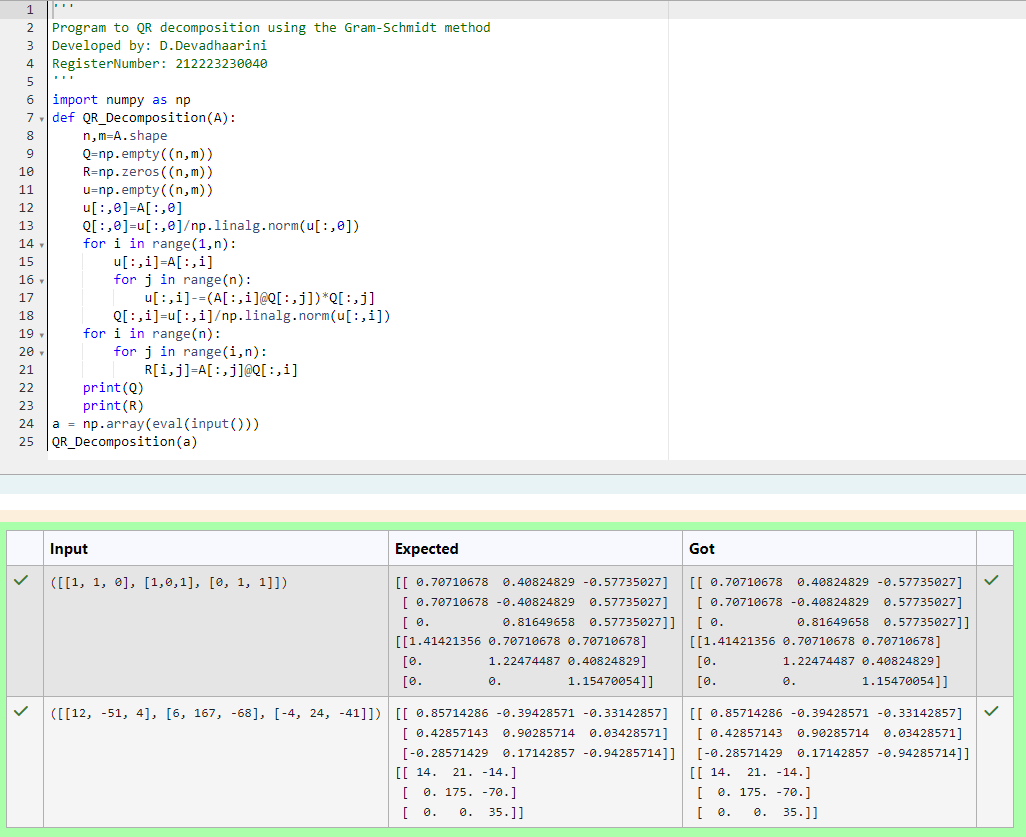 1 '''
2 Program to QR decomposition using the Gram-Schmidt method
3 Developed by: D.Devadhaarini
4 RegisterNumber: 212223230040
5 '''
6 import numpy as np
7 def QR_Decomposition(A):
8     n,m=A.shape
9     Q=np.empty((n,m))
10     R=np.zeros((n,m))
11     u=np.empty((n,m))
12     u[:,0]=A[:,0]
13     Q[:,0]=u[:,0]/np.linalg.norm(u[:,0])
14     for i in range(1,n):
15         u[:,i]=A[:,i]
16         for j in range(n):
17             u[:,i]-=(A[:,i]@Q[:,j])*Q[:,j]
18         Q[:,i]=u[:,i]/np.linalg.norm(u[:,i])
19     for i in range(n):
20         for j in range(i,n):
21             R[i,j]=A[:,j]@Q[:,i]
22     print(Q)
23     print(R)
24 a = np.array(eval(input()))
25 QR_Decomposition(a)
Input Expected Got
([[1, 1, 0], [1,0,1], [0, 1, 1]]) [[ 0.70710678  0.40824829 -0.57735027] [[ 0.70710678  0.40824829 -0.57735027]
[ 0.70710678 -0.40824829  0.57735027] [ 0.70710678 -0.40824829  0.57735027]
[ 0.          0.81649658  0.57735027]] [ 0.          0.81649658  0.57735027]]
[[1.41421356 0.70710678 0.70710678] [[1.41421356 0.70710678 0.70710678]
[0.         1.22474487 0.40824829] [0.         1.22474487 0.40824829]
[0.         0.         1.15470054]] [0.         0.         1.15470054]]
([[12, -51, 4], [6, 167, -68], [-4, 24, -41]]) [[ 0.85714286 -0.39428571 -0.33142857] [[ 0.85714286 -0.39428571 -0.33142857]
[ 0.42857143  0.90285714  0.03428571] [ 0.42857143  0.90285714  0.03428571]
[-0.28571429  0.17142857 -0.94285714]] [-0.28571429  0.17142857 -0.94285714]]
[[ 14.  21. -14.] [[ 14.  21. -14.]
[  0. 175. -70.] [  0. 175. -70.]
[  0.   0.  35.]] [  0.   0.  35.]]